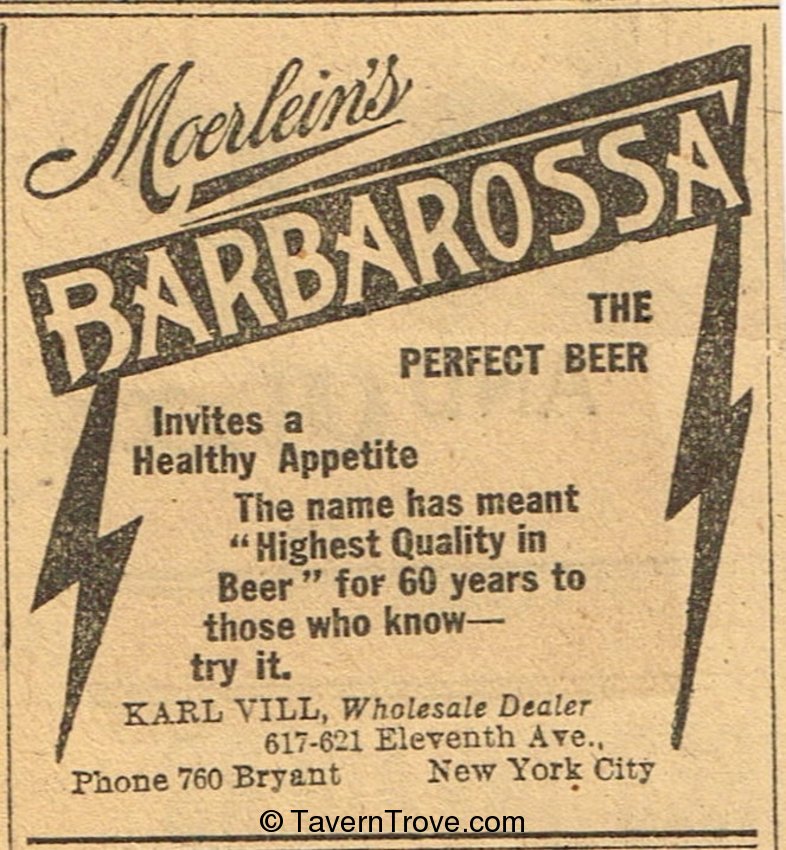 Moerlein's
BARBAROSSA
THE
PERFECT BEER
Invites a
Healthy Appetite
The name has meant
"Highest Quality in
Beer" for 60 years to
those who know—
try it.
KARL VILL, Wholesale Dealer
617-621 Eleventh Ave.,
Phone 760 Bryant New York City
© TavernTrove.com